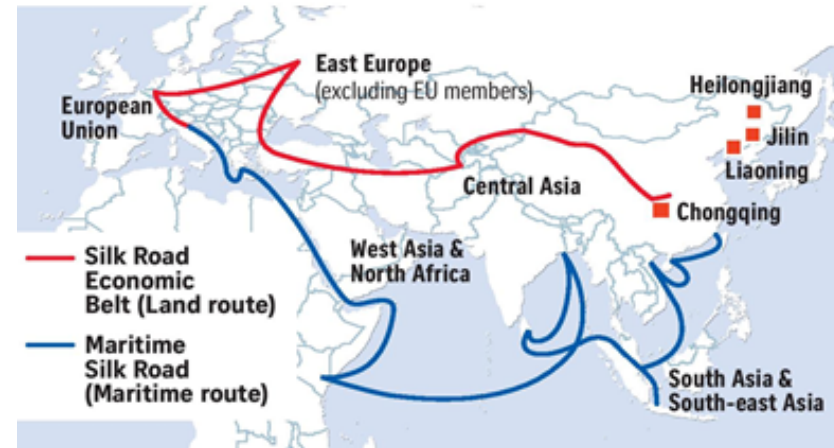 East Europe
(excluding EU members)
European
Union
Heilongjiang
Jilin
Liaoning
Central Asia
Chongqing
West Asia &
North Africa
Silk Road
Economic
Belt (Land route)
Maritime
Silk Road
(Maritime route)
South Asia &
South-east Asia